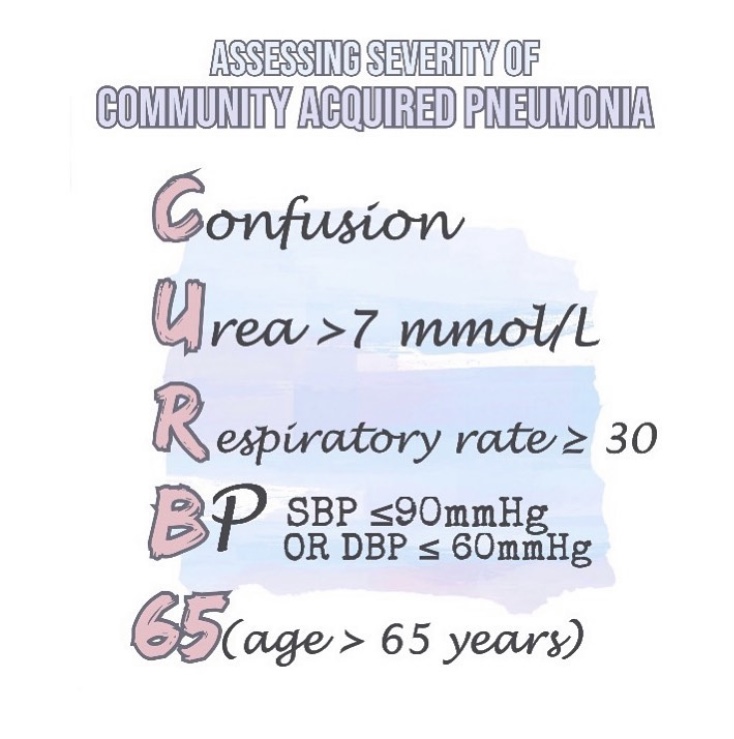 ASSESSING SEVERITY OF
COMMUNITY ACQUIRED PNEUMONIA
Confusion
Urea >7 mmol/L
Respiratory rate ≥ 30
BP SBP ≤90mmHg
OR DBP ≤ 60mmHg
65(age > 65 years)